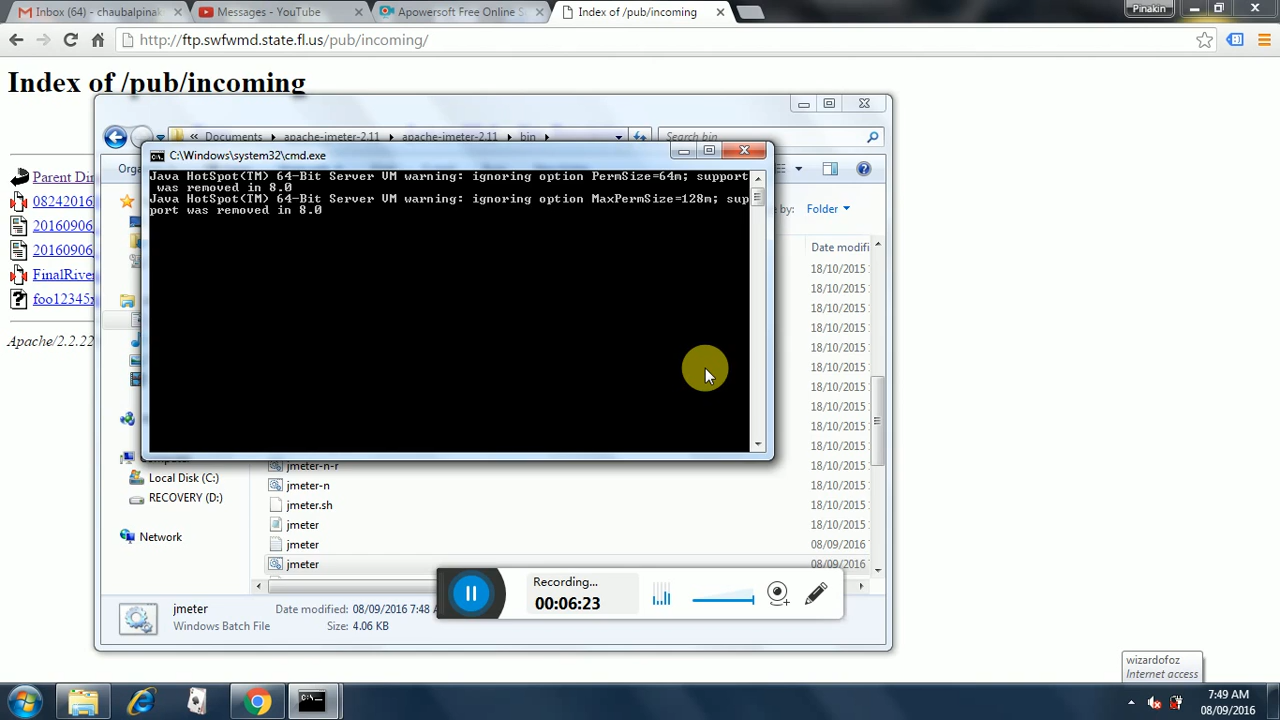 Inbox (64) - chaubalpinak
Messages - YouTube
Apowersoft Free Online S
Index of /pub/incoming
Pinakin
http://ftp.swfwmd.state.fl.us/pub/incoming/
Index of /pub/incoming
Documents
apache-jmeter-2.11
apache-jmeter-2.11
bin
Search bin
C:\Windows\system32\cmd.exe
Orga
Java HotSpot(TM) 64-Bit Server VM warning: ignoring option PermSize=64m; support
was removed in 8.0
Java HotSpot(TM) 64-Bit Server VM warning: ignoring option MaxPermSize=128m; sup
port was removed in 8.0
Parent Dir
08242016
20160906
20160906
FinalRive
foo12345x
Apache/2.2.22
by:
Folder
Date modifi
18/10/2015
18/10/2015
18/10/2015
18/10/2015
18/10/2015
18/10/2015
18/10/2015
18/10/2015
18/10/2015
18/10/2015
jmeter-n-r
18/10/2015
jmeter-n
18/10/2015
jmeter.sh
18/10/2015
jmeter
18/10/2015
jmeter
08/09/2016
jmeter
08/09/2016
Local Disk (C:)
RECOVERY (D:)
Network
jmeter
Windows Batch File
Date modified: 08/09/2016 7:48
Size: 4.06 KB
Recording...
00:06:23
wizardofoz
Internet access
7:49 AM
08/09/2016